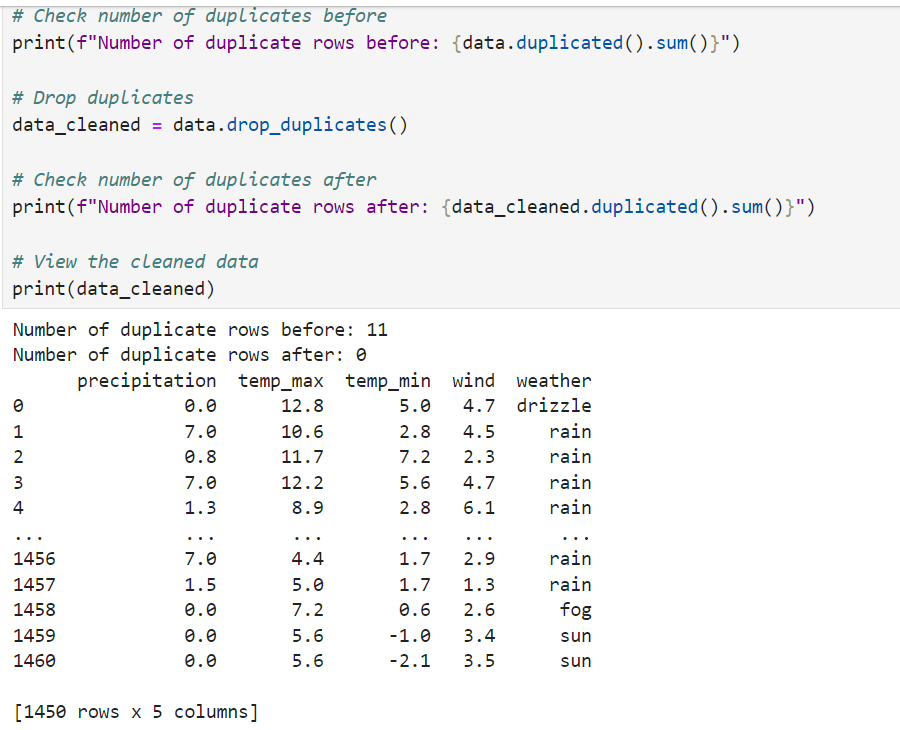 # Check number of duplicates before
print(f"Number of duplicate rows before: {data.duplicated().sum()}")
# Drop duplicates
data_cleaned = data.drop_duplicates()
# Check number of duplicates after
print(f"Number of duplicate rows after: {data_cleaned.duplicated().sum()}")
# View the cleaned data
print(data_cleaned)
Number of duplicate rows before: 11
Number of duplicate rows after: 0
precipitation temp_max temp_min wind weather
0 0.0 12.8 5.0 4.7 drizzle
1 7.0 10.6 2.8 4.5 rain
2 0.8 11.7 7.2 2.3 rain
3 7.0 12.2 5.6 4.7 rain
4 1.3 8.9 2.8 6.1 rain
... ... ... ... ... ...
1456 7.0 4.4 1.7 2.9 rain
1457 1.5 5.0 1.7 1.3 rain
1458 0.0 7.2 0.6 2.6 fog
1459 0.0 5.6 -1.0 3.4 sun
1460 0.0 5.6 -2.1 3.5 sun
[1450 rows x 5 columns]